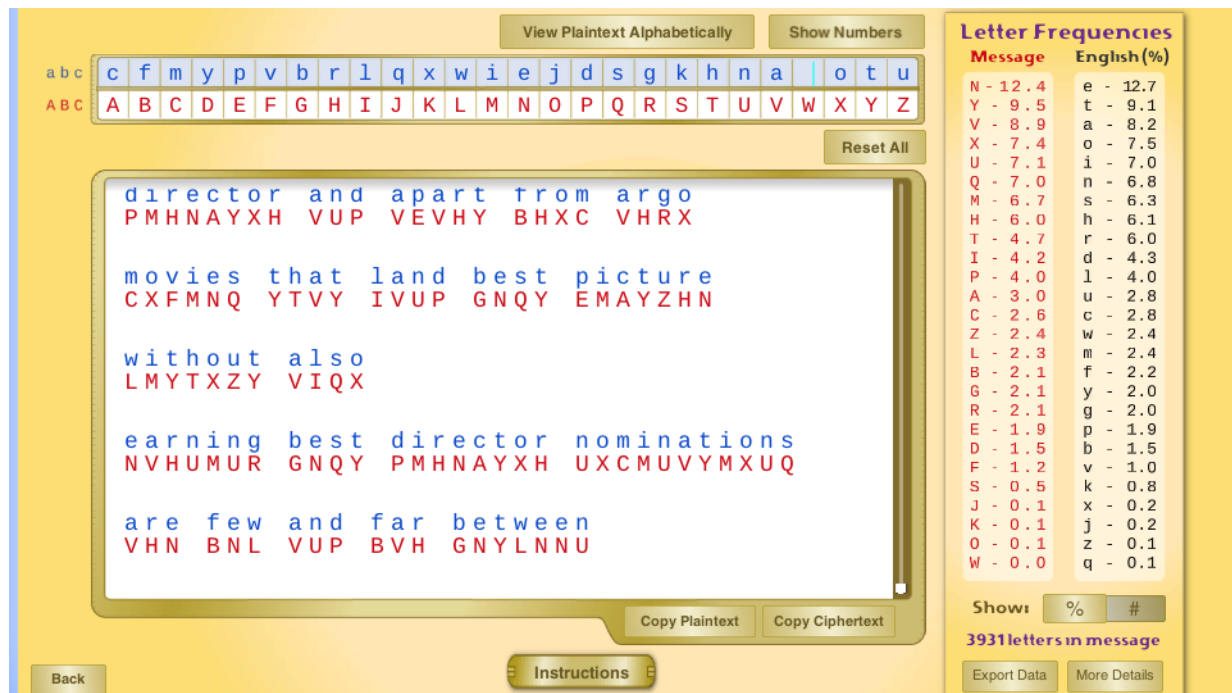 View Plaintext Alphabetically
Show Numbers
abc c f m y p v b r l q x w i e j d s g k h n a o t u
ABC A B C D E F G H I J K L M N O P Q R S T U V W X Y Z
Reset All
director and apart from argo
PMHNAYXH VUP VEVHY BHXC VHRX
movies that land best picture
CXFMNQ YTVY IVUP GNQY EMAYZHN
without also
LMYTXZY VIQX
earning best director nominations
NVHUMUR GNQY PMHNAYXH UXCMUVYMXUQ
are few and far between
VHN BNL VUP BVH GNYLNNU
Copy Plaintext
Copy Ciphertext
Back
Instructions
Letter Frequencies
Message English (%)
N - 12.4 e - 12.7
Y - 9.5 t - 9.1
V - 8.9 a - 8.2
X - 7.4 o - 7.5
U - 7.1 i - 7.0
Q - 7.0 n - 6.8
M - 6.7 s - 6.3
H - 6.0 h - 6.1
T - 4.7 r - 6.0
I - 4.2 d - 4.3
P - 4.0 l - 4.0
A - 3.0 u - 2.8
C - 2.6 c - 2.8
Z - 2.4 w - 2.4
L - 2.3 m - 2.4
B - 2.1 f - 2.2
G - 2.1 y - 2.0
R - 2.1 g - 2.0
E - 1.9 p - 1.9
D - 1.5 b - 1.5
F - 1.2 v - 1.0
S - 0.5 k - 0.8
J - 0.1 x - 0.2
K - 0.1 j - 0.2
O - 0.1 z - 0.1
W - 0.0 q - 0.1
Show: % #
3931 letters in message
Export Data
More Details